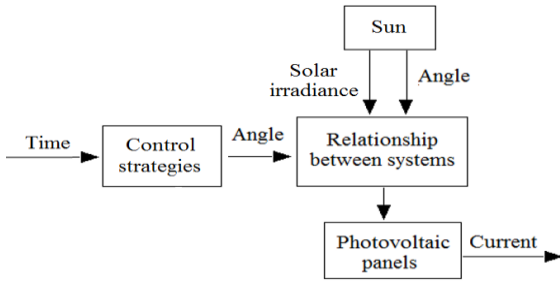 Sun
Solar
irradiance
Angle
Time
Control
strategies
Angle
Relationship
between systems
Photovoltaic
panels
Current